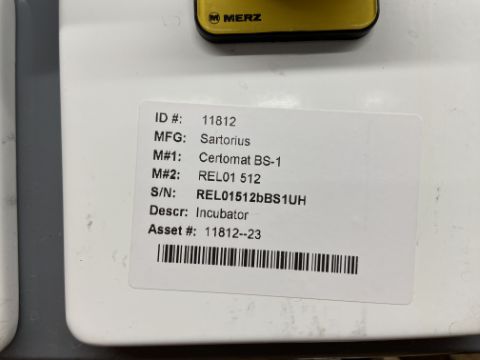 MERZ
ID #: 11812
MFG: Sartorius
M#1: Certomat BS-1
M#2: REL01 512
S/N: REL01512bBS1UH
Descr: Incubator
Asset #: 11812--23